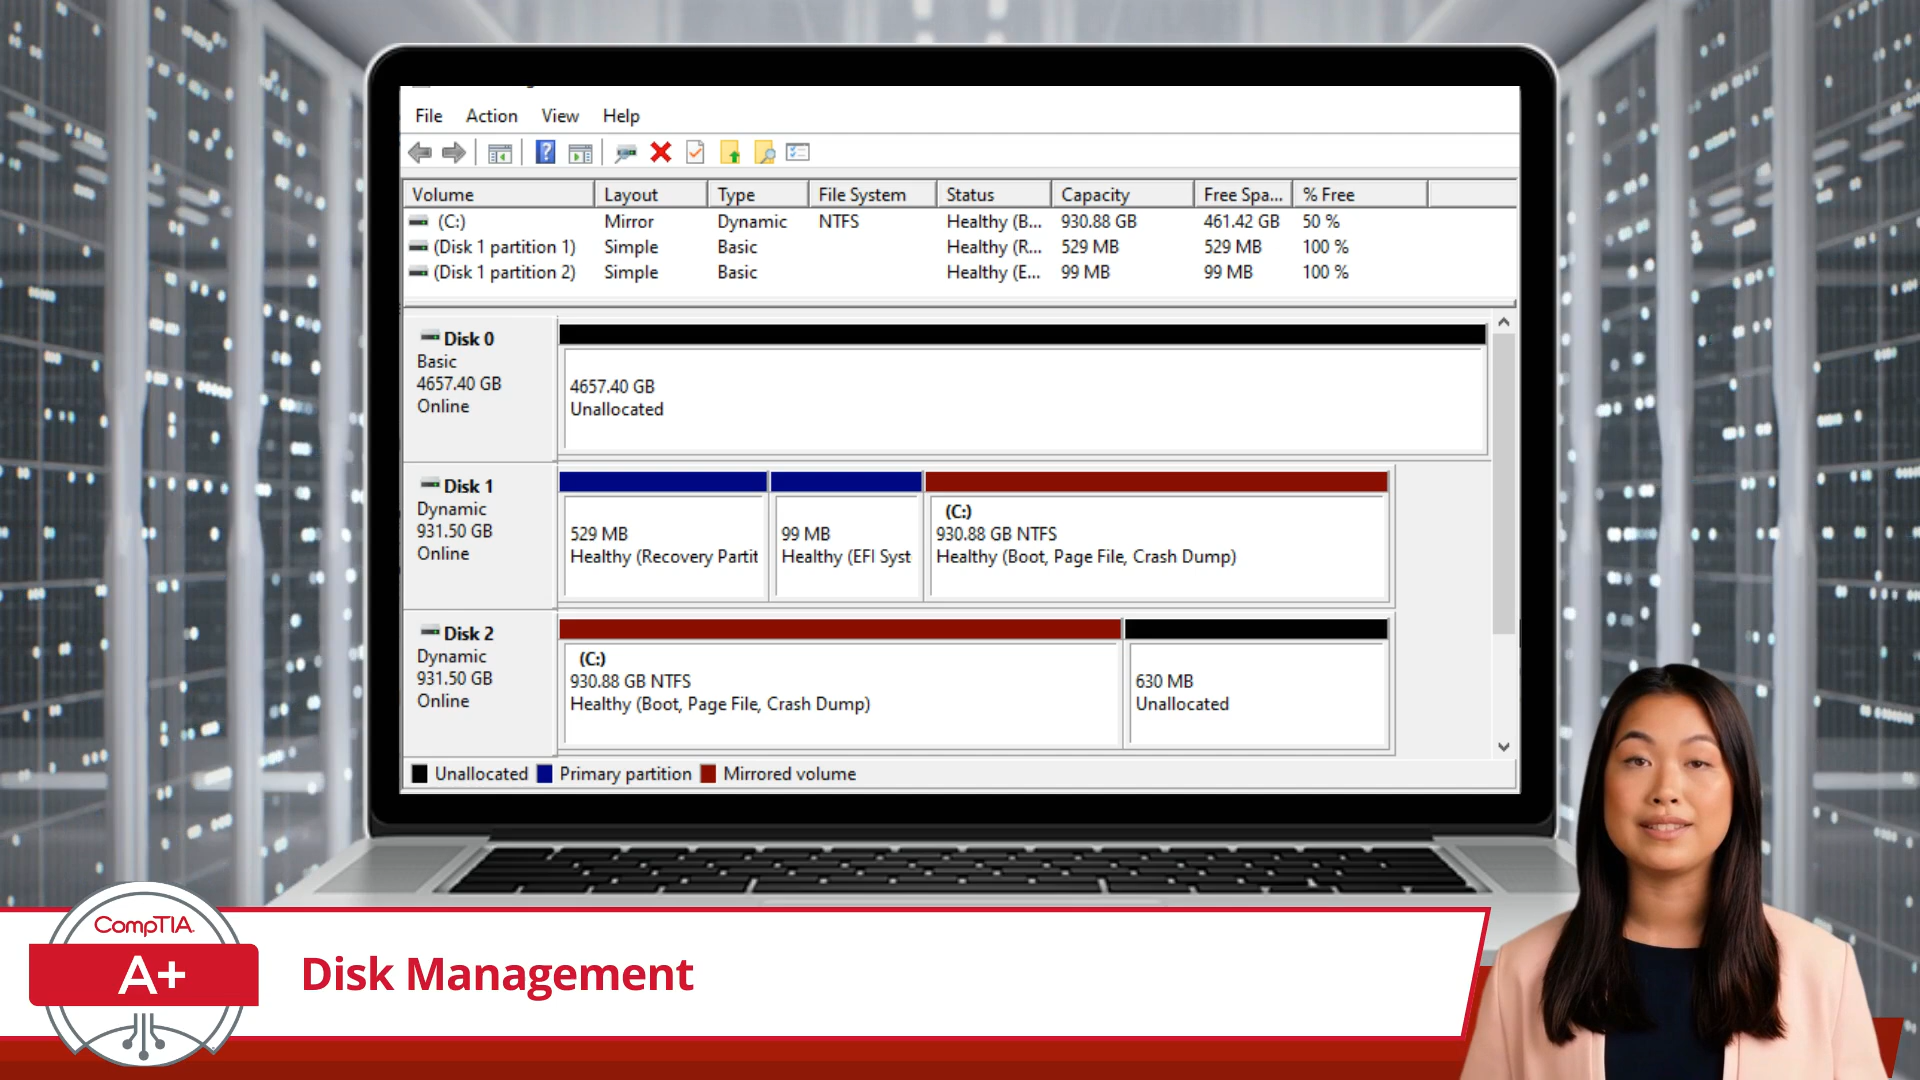 File Action View Help
Volume Layout Type File System Status Capacity Free Spa... % Free
(C:) Mirror Dynamic NTFS Healthy (B... 930.88 GB 461.42 GB 50 %
(Disk 1 partition 1) Simple Basic Healthy (R... 529 MB 529 MB 100 %
(Disk 1 partition 2) Simple Basic Healthy (E... 99 MB 99 MB 100 %
Disk 0
Basic
4657.40 GB
Online
4657.40 GB
Unallocated
Disk 1
Dynamic
931.50 GB
Online
529 MB
Healthy (Recovery Partit
99 MB
Healthy (EFI Syst
(C:)
930.88 GB NTFS
Healthy (Boot, Page File, Crash Dump)
Disk 2
Dynamic
931.50 GB
Online
(C:)
930.88 GB NTFS
Healthy (Boot, Page File, Crash Dump)
630 MB
Unallocated
Unallocated Primary partition Mirrored volume
CompTIA.
A+
Disk Management